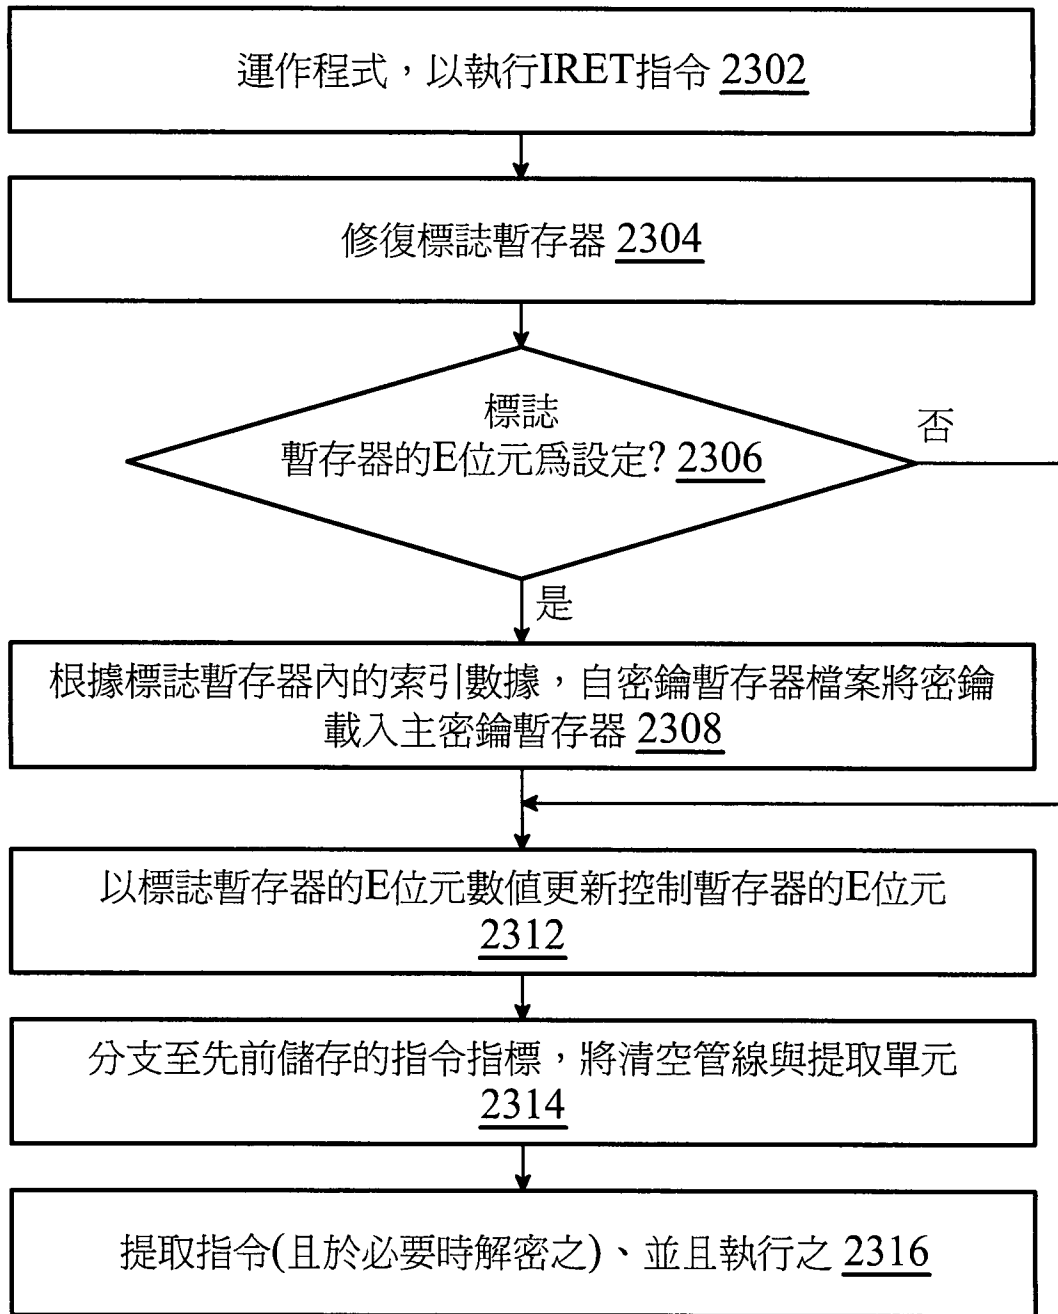 運作程式，以執行IRET指令 2302
修復標誌暫存器 2304
標誌
暫存器的E位元爲設定? 2306
否
是
根據標誌暫存器內的索引數據，自密鑰暫存器檔案將密鑰
載入主密鑰暫存器 2308
以標誌暫存器的E位元數值更新控制暫存器的E位元
2312
分支至先前儲存的指令指標，將清空管線與提取單元
2314
提取指令(且於必要時解密之)、並且執行之 2316